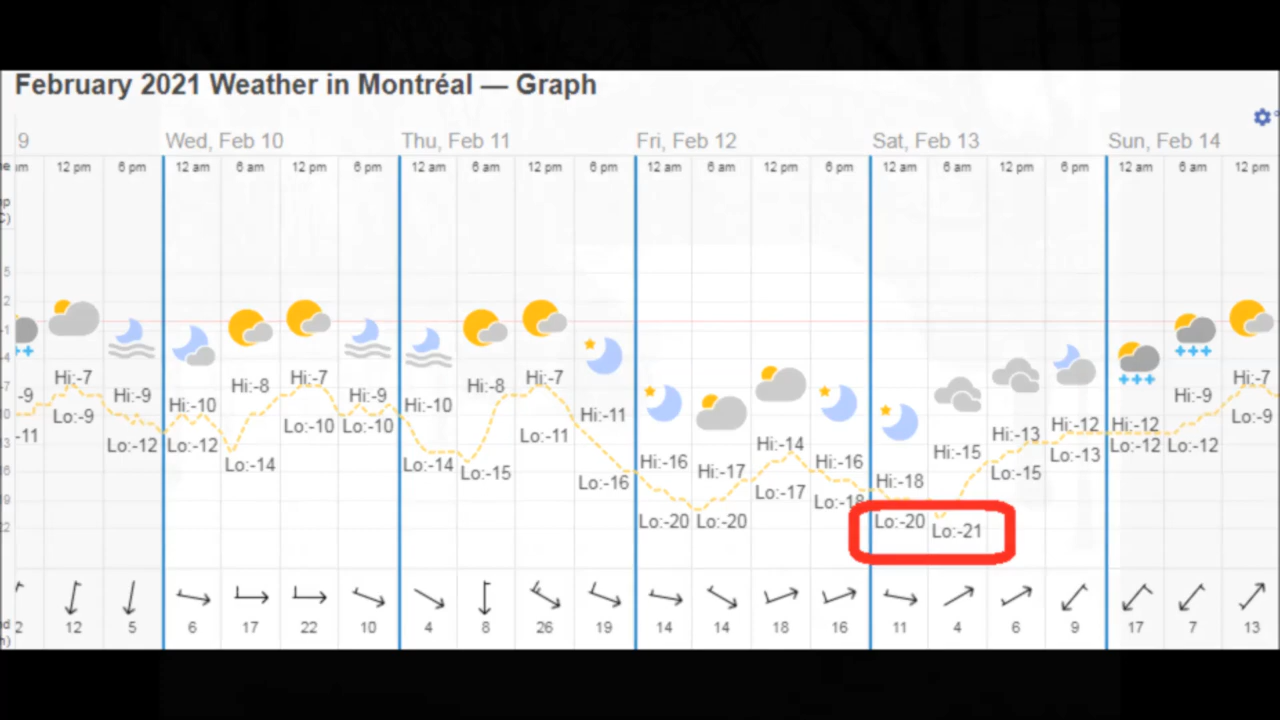 February 2021 Weather in Montréal — Graph
9 Wed, Feb 10 Thu, Feb 11 Fri, Feb 12 Sat, Feb 13 Sun, Feb 14
12 pm 6 pm 12 am 6 am 12 pm 6 pm 12 am 6 am 12 pm 6 pm 12 am 6 am 12 pm 6 pm 12 am 6 am 12 pm 6 pm 12 am 6 am 12 pm
-9 Hi:-7 Hi:-9 Hi:-10 Hi:-8 Hi:-7 Hi:-9 Hi:-10 Hi:-8 Hi:-7 Hi:-11 Hi:-16 Hi:-17 Hi:-14 Hi:-16 Hi:-18 Hi:-15 Hi:-13 Hi:-12 Hi:-12 Hi:-9 Hi:-7
-11 Lo:-9 Lo:-12 Lo:-12 Lo:-14 Lo:-10 Lo:-10 Lo:-14 Lo:-15 Lo:-11 Lo:-16 Lo:-20 Lo:-20 Lo:-17 Lo:-18 Lo:-20 Lo:-21 Lo:-15 Lo:-13 Lo:-12 Lo:-12 Lo:-9
2 12 5 6 17 22 10 4 8 26 19 14 14 18 16 11 4 6 9 17 7 13